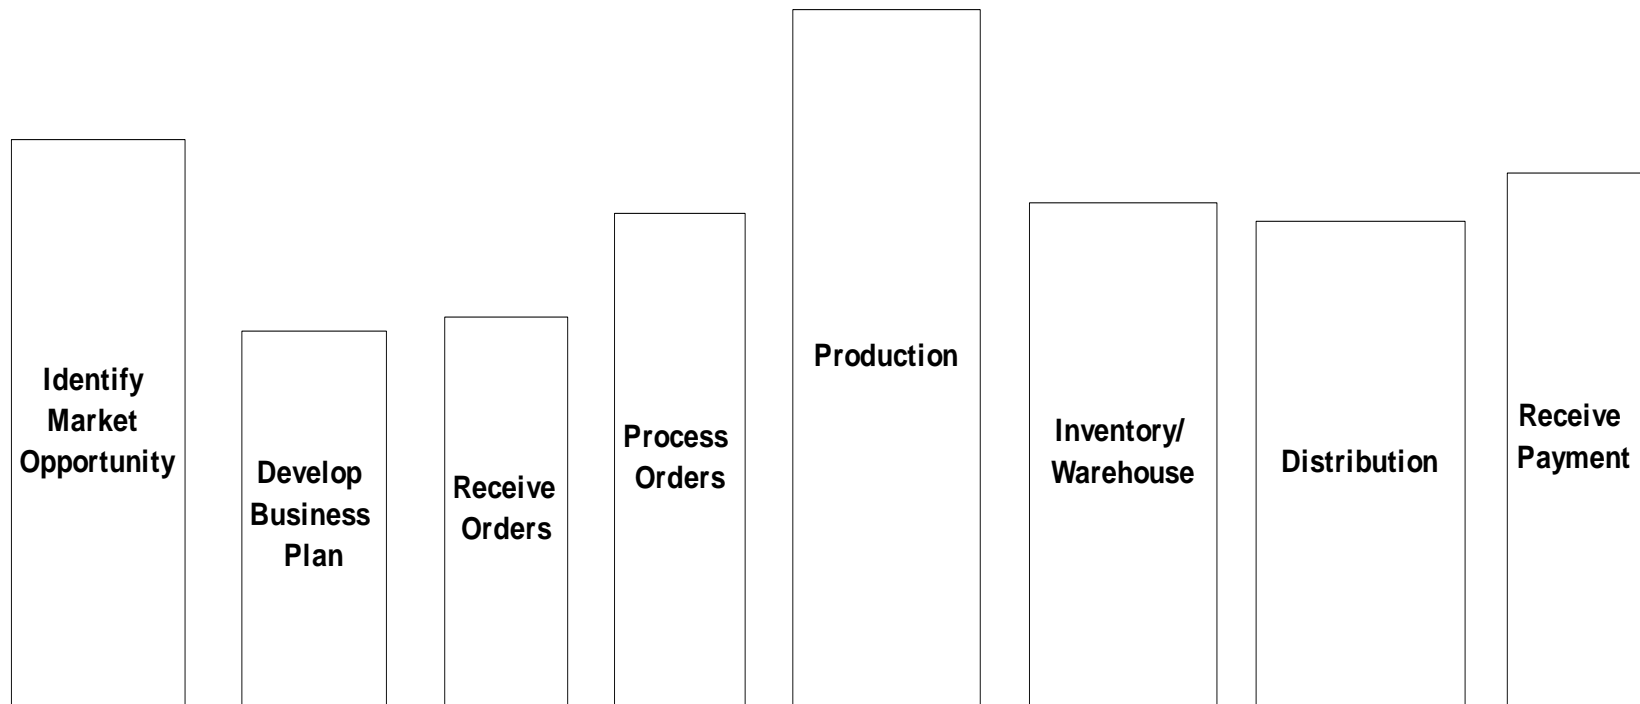 Identify
Market
Opportunity
Develop
Business
Plan
Receive
Orders
Process
Orders
Production
Inventory/
Warehouse
Distribution
Receive
Payment